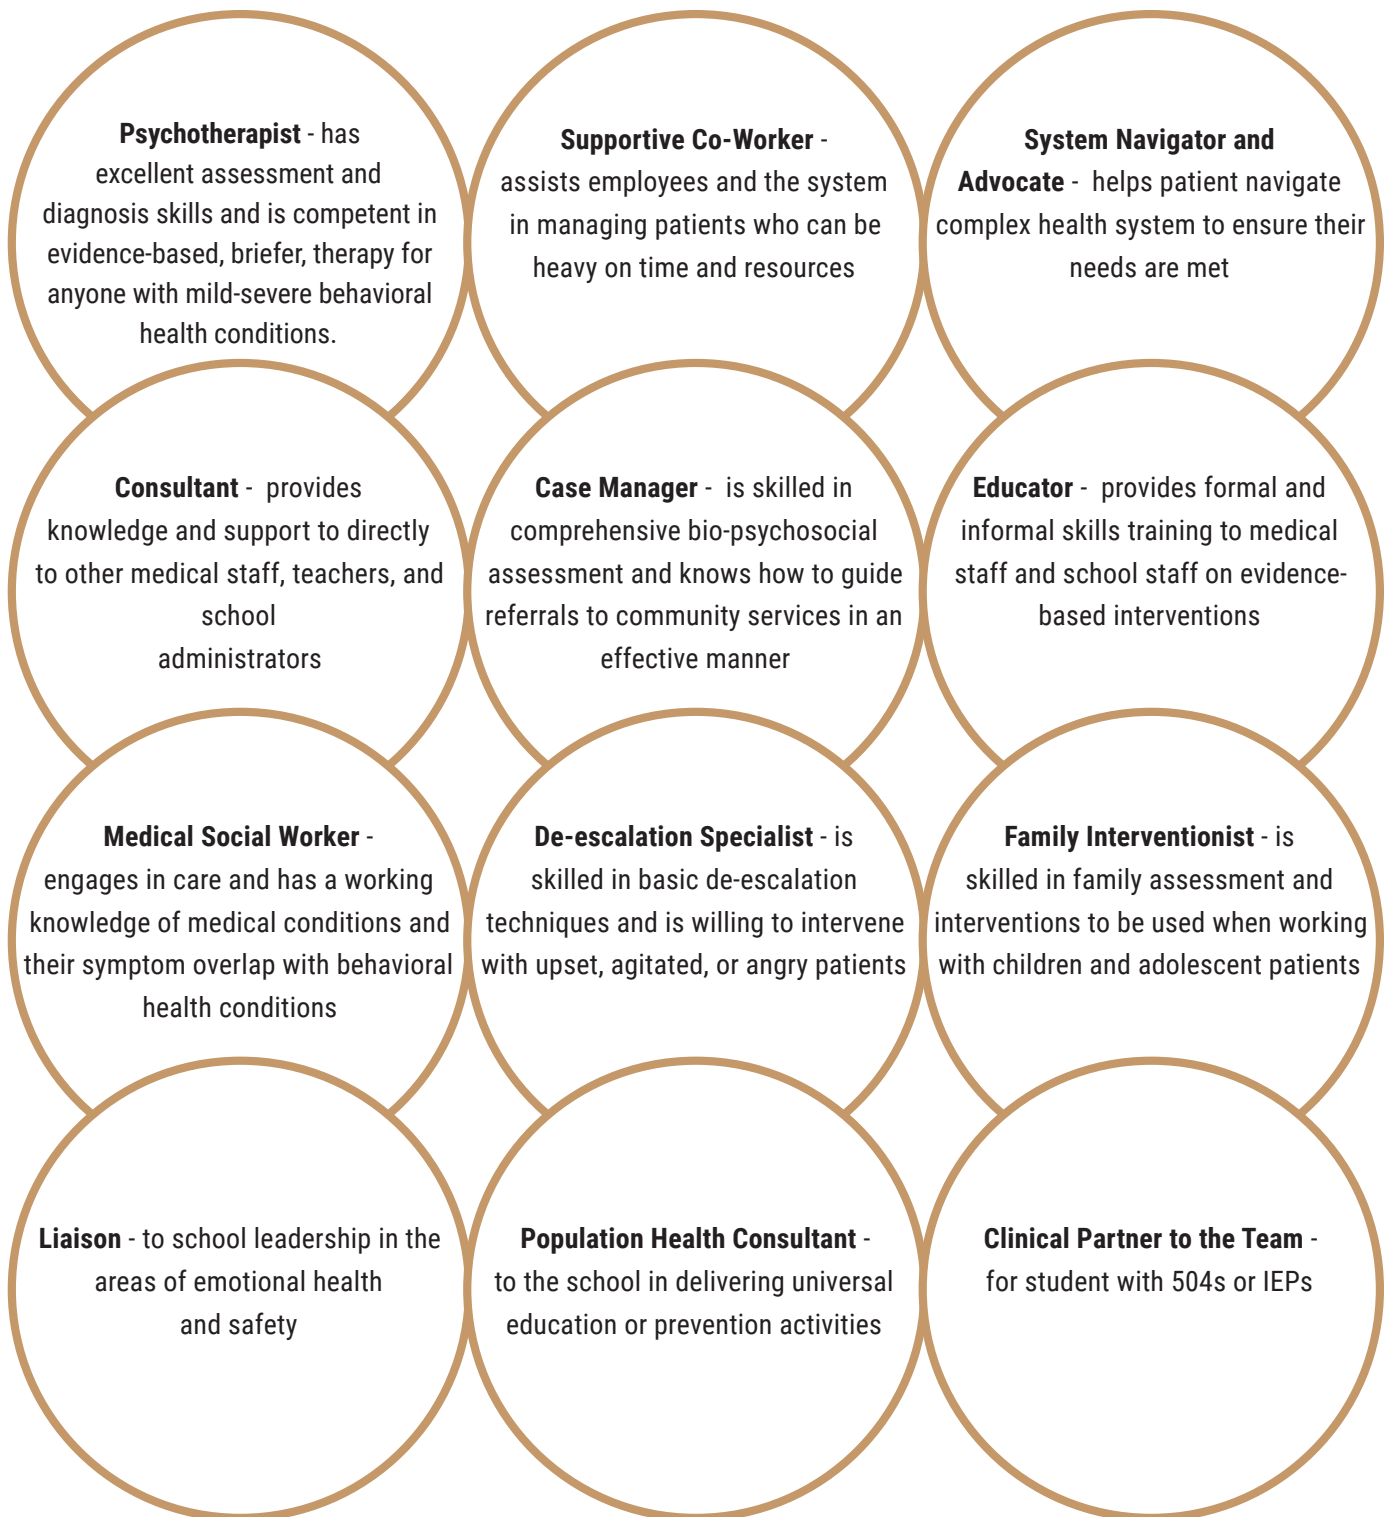 Psychotherapist - has
excellent assessment and
diagnosis skills and is competent in
evidence-based, briefer, therapy for
anyone with mild-severe behavioral
health conditions.
Supportive Co-Worker -
assists employees and the system
in managing patients who can be
heavy on time and resources
System Navigator and
Advocate - helps patient navigate
complex health system to ensure their
needs are met
Consultant - provides
knowledge and support to directly
to other medical staff, teachers, and
school
administrators
Case Manager - is skilled in
comprehensive bio-psychosocial
assessment and knows how to guide
referrals to community services in an
effective manner
Educator - provides formal and
informal skills training to medical
staff and school staff on evidence-
based interventions
Medical Social Worker -
engages in care and has a working
knowledge of medical conditions and
their symptom overlap with behavioral
health conditions
De-escalation Specialist - is
skilled in basic de-escalation
techniques and is willing to intervene
with upset, agitated, or angry patients
Family Interventionist - is
skilled in family assessment and
interventions to be used when working
with children and adolescent patients
Liaison - to school leadership in the
areas of emotional health
and safety
Population Health Consultant -
to the school in delivering universal
education or prevention activities
Clinical Partner to the Team -
for student with 504s or IEPs